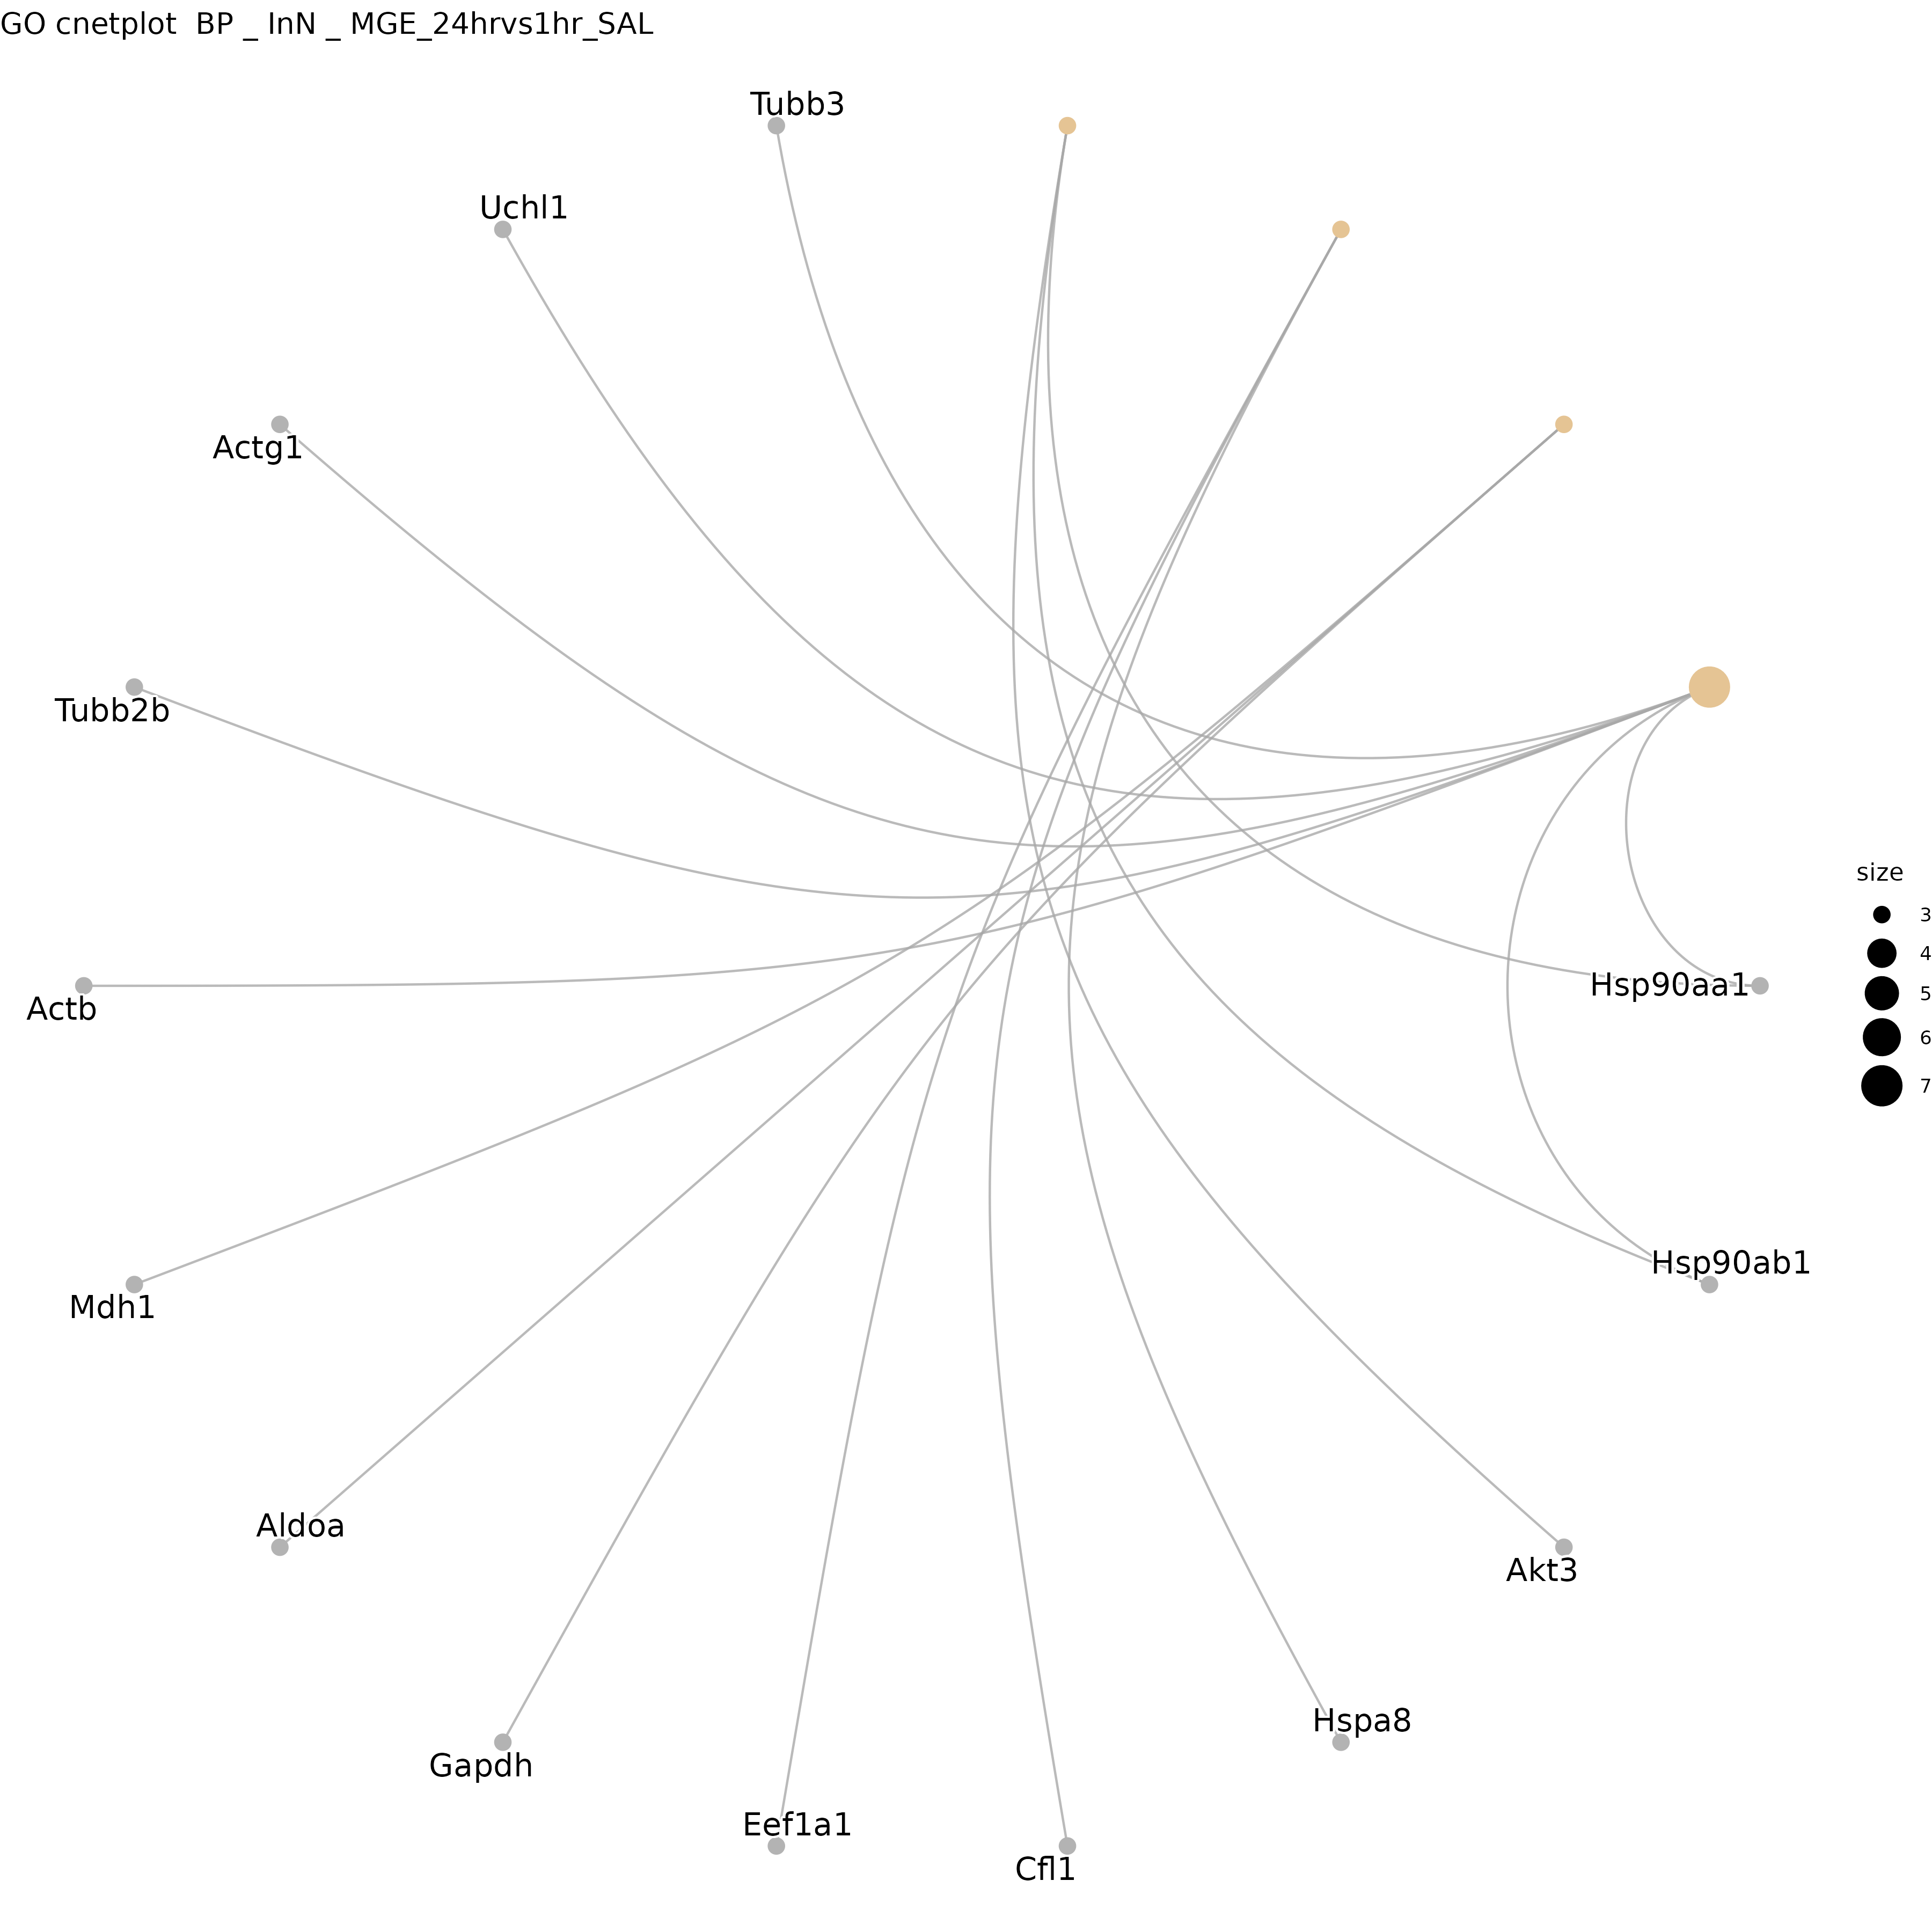 GO cnetplot  BP _ InN _ MGE_24hrvs1hr_SAL
Tubb3
Uchl1
Actg1
Tubb2b
size
3
4
5
6
7
Hsp90aa1
Actb
Hsp90ab1
Mdh1
Aldoa
Akt3
Hspa8
Gapdh
Eef1a1
Cfl1